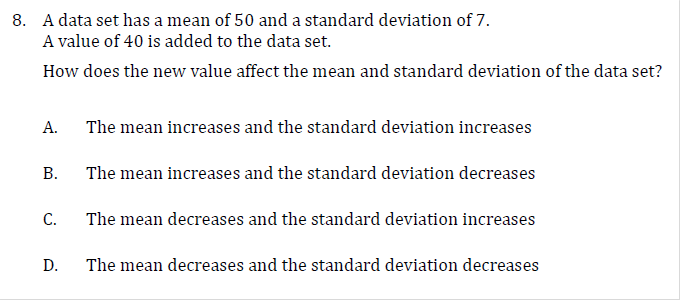 8. A data set has a mean of 50 and a standard deviation of 7.
A value of 40 is added to the data set.
How does the new value affect the mean and standard deviation of the data set?
A. The mean increases and the standard deviation increases
B. The mean increases and the standard deviation decreases
C. The mean decreases and the standard deviation increases
D. The mean decreases and the standard deviation decreases